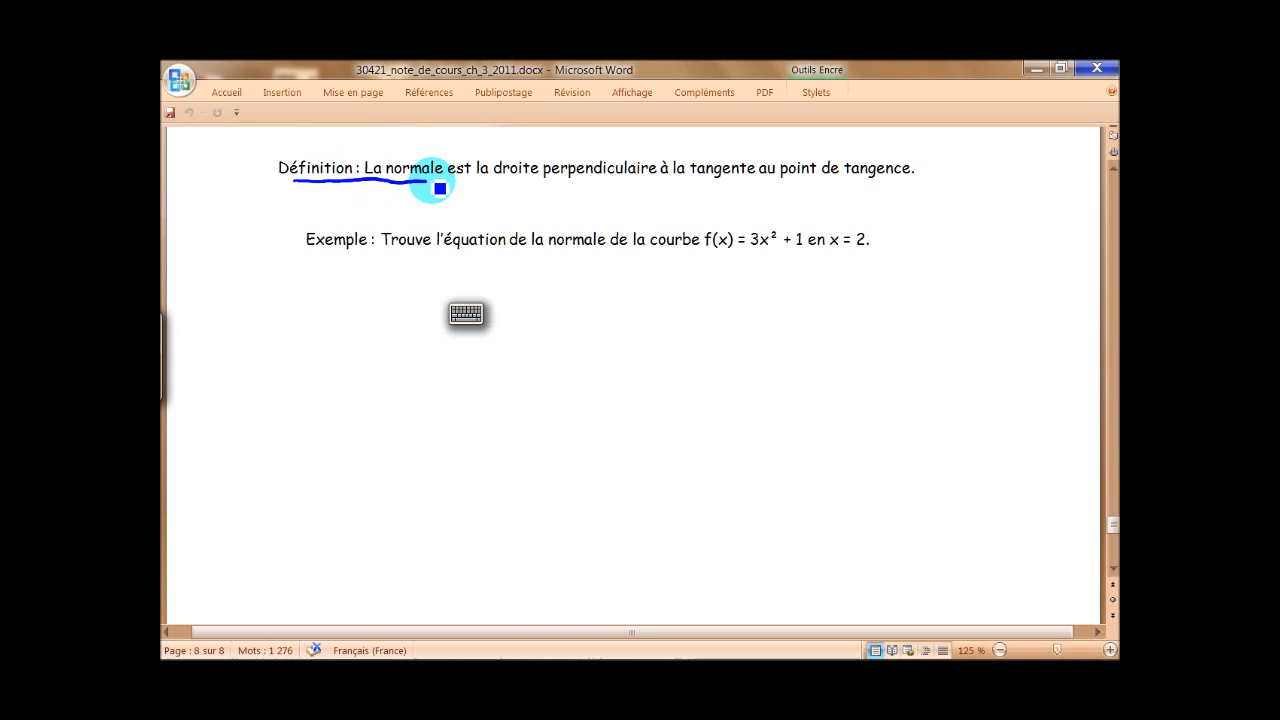 30421_note_de_cours_ch_3_2011.docx - Microsoft Word
Outils Encre
Accueil Insertion Mise en page Références Publipostage Révision Affichage Compléments PDF Stylets
Définition : La normale est la droite perpendiculaire à la tangente au point de tangence.
Exemple : Trouve l'équation de la normale de la courbe f(x) = 3x² + 1 en x = 2.
Page : 8 sur 8 Mots : 1 276 Français (France) 125 %